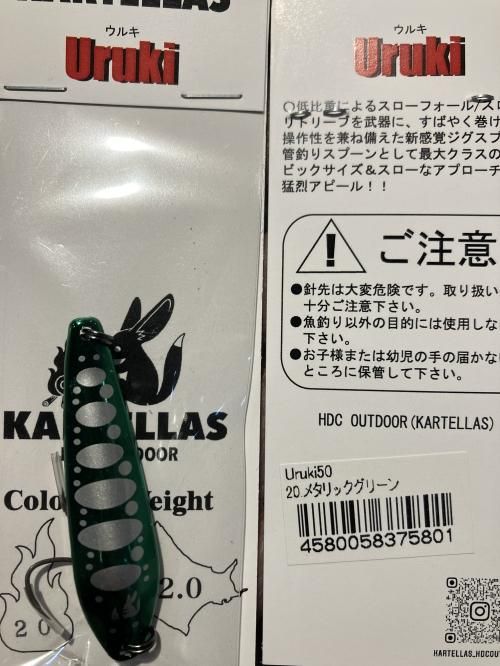 KARTELLAS
ウルキ
Uruki
KARTELLAS
OUTDOOR
Color Weight
20
2.0
ウルキ
Uruki
○低比重によるスローフォール/スロ
リトリーブを武器に、すばやく巻け
操作性を兼ね備えた新感覚ジグスプ
管釣りスプーンとして最大クラスの
ビックサイズ&スローなアプローチ
猛烈アピール!!
ご注意
●針先は大変危険です。取り扱い
十分ご注意下さい。
●魚釣り以外の目的には使用しな
下さい。
●お子様または幼児の手の届かない
ところに保管して下さい。
HDC OUTDOOR(KARTELLAS)
Uruki50
20.メタリックグリーン
4580058375801
KARTELLAS_HDCOUT